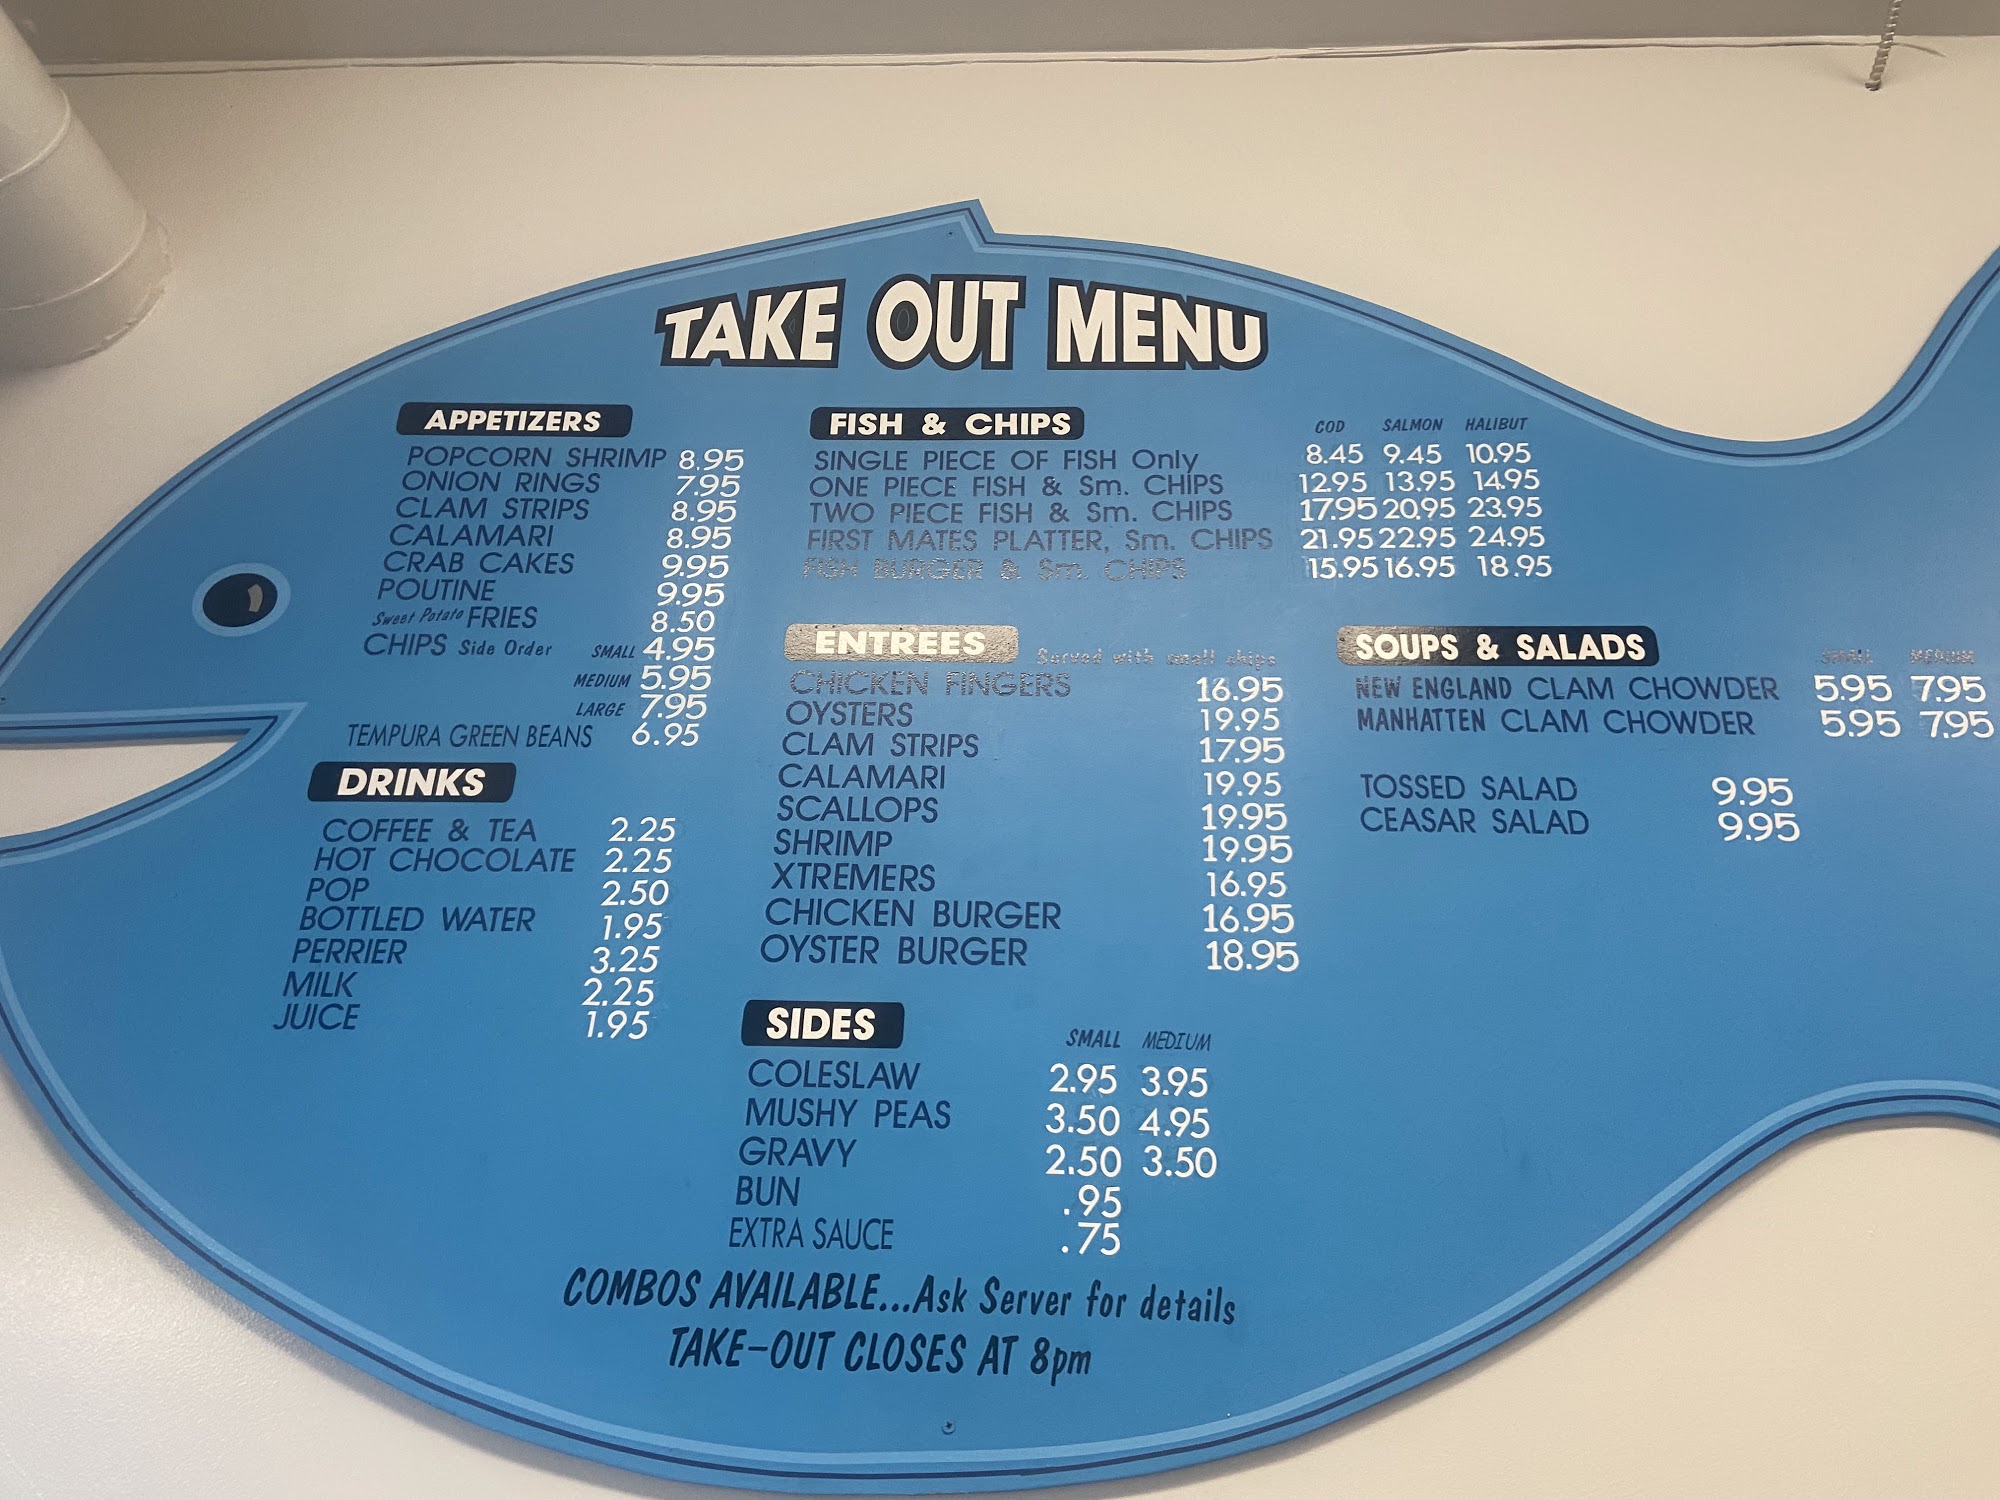 TAKE OUT MENU
APPETIZERS
POPCORN SHRIMP 8.95
ONION RINGS 7.95
CLAM STRIPS 8.95
CALAMARI 8.95
CRAB CAKES 9.95
POUTINE 9.95
Sweet Potato FRIES 8.50
CHIPS Side Order SMALL 4.95
MEDIUM 5.95
LARGE 7.95
TEMPURA GREEN BEANS 6.95
DRINKS
COFFEE & TEA 2.25
HOT CHOCOLATE 2.25
POP 2.50
BOTTLED WATER 1.95
PERRIER 3.25
MILK 2.25
JUICE 1.95
FISH & CHIPS COD SALMON HALIBUT
SINGLE PIECE OF FISH Only 8.45 9.45 10.95
ONE PIECE FISH & Sm. CHIPS 12.95 13.95 14.95
TWO PIECE FISH & Sm. CHIPS 17.95 20.95 23.95
FIRST MATES PLATTER, Sm. CHIPS 21.95 22.95 24.95
FISH BURGER & Sm. CHIPS 15.95 16.95 18.95
ENTREES Served with small chips
CHICKEN FINGERS 16.95
OYSTERS 19.95
CLAM STRIPS 17.95
CALAMARI 19.95
SCALLOPS 19.95
SHRIMP 19.95
XTREMERS 16.95
CHICKEN BURGER 16.95
OYSTER BURGER 18.95
SOUPS & SALADS SMALL MEDIUM
NEW ENGLAND CLAM CHOWDER 5.95 7.95
MANHATTEN CLAM CHOWDER 5.95 7.95
TOSSED SALAD 9.95
CEASAR SALAD 9.95
SIDES SMALL MEDIUM
COLESLAW 2.95 3.95
MUSHY PEAS 3.50 4.95
GRAVY 2.50 3.50
BUN .95
EXTRA SAUCE .75
COMBOS AVAILABLE...Ask Server for details
TAKE-OUT CLOSES AT 8pm